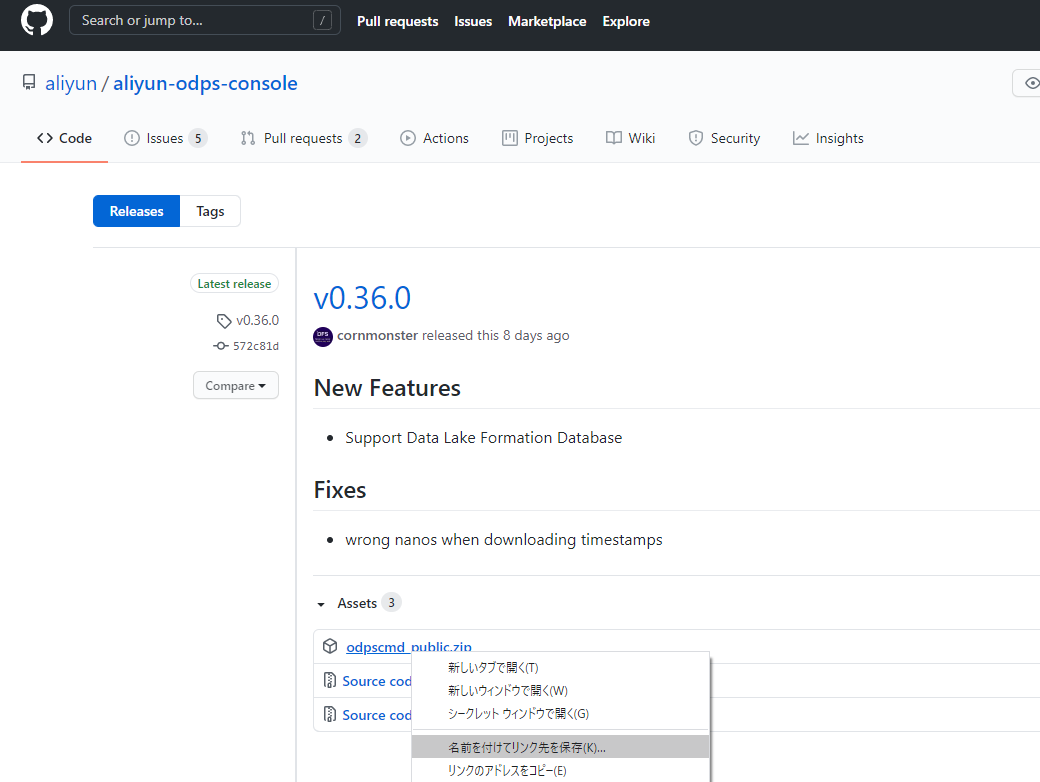 Search or jump to... /
Pull requests Issues Marketplace Explore
aliyun / aliyun-odps-console
Code Issues 5 Pull requests 2 Actions Projects Wiki Security Insights
Releases Tags
Latest release
v0.36.0
572c81d
Compare
v0.36.0
cornmonster released this 8 days ago
New Features
Support Data Lake Formation Database
Fixes
wrong nanos when downloading timestamps
Assets 3
odpscmd_public.zip
Source cod
Source cod
新しいタブで開く(T)
新しいウィンドウで開く(W)
シークレット ウィンドウで開く(G)
名前を付けてリンク先を保存(K)...
リンクのアドレスをコピー(E)